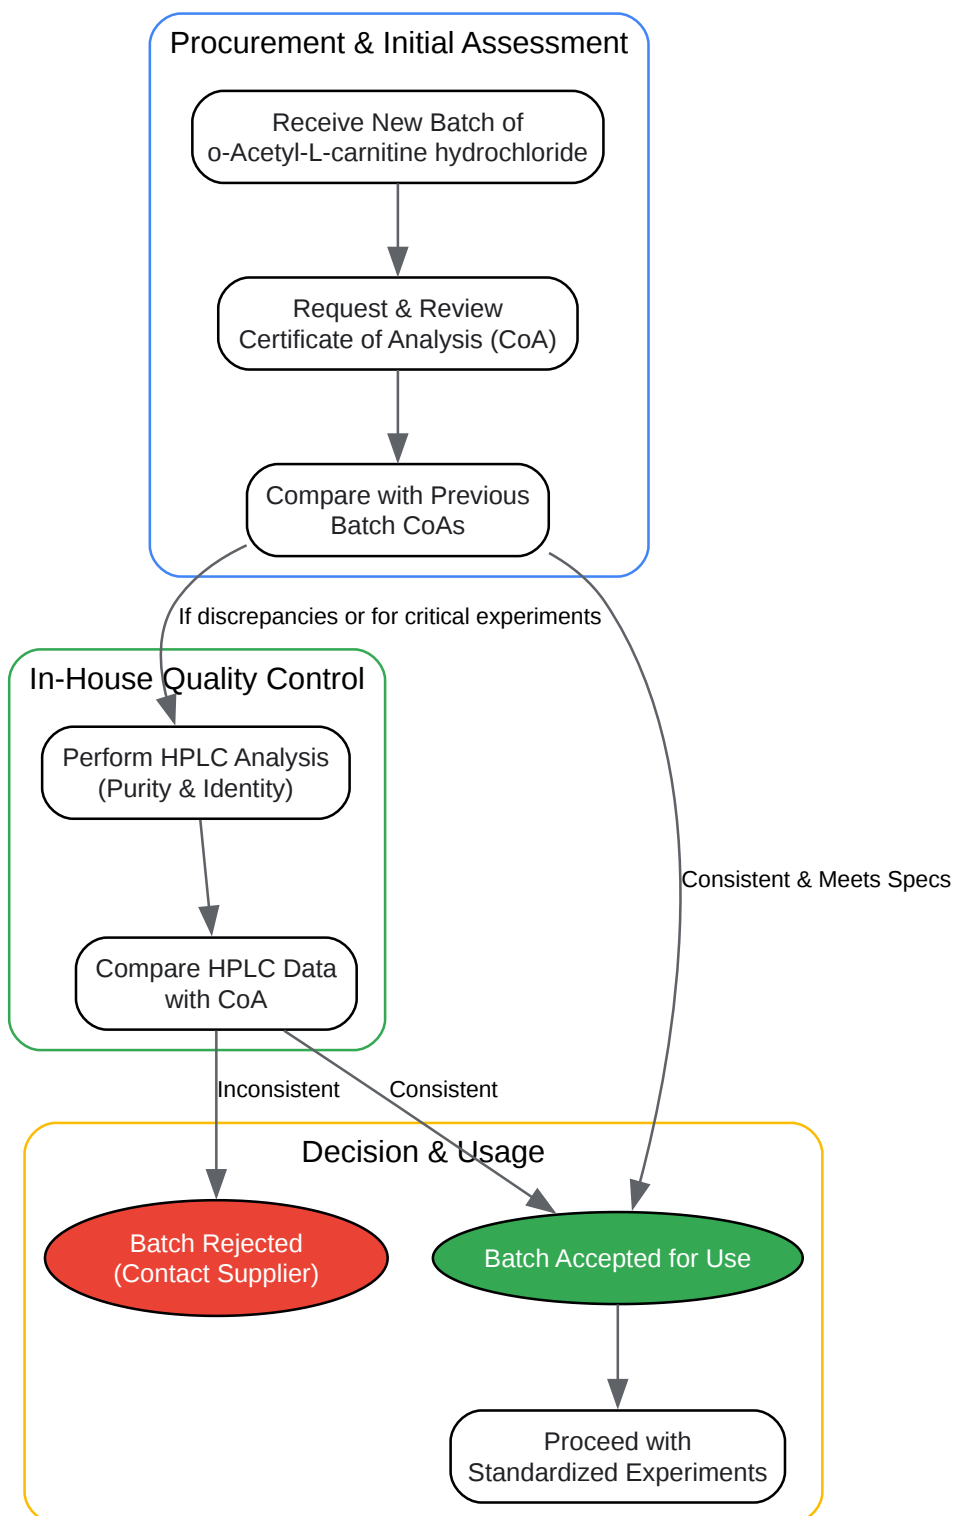 Procurement & Initial Assessment
Receive New Batch of
o-Acetyl-L-carnitine hydrochloride
Request & Review
Certificate of Analysis (CoA)
Compare with Previous
Batch CoAs
If discrepancies or for critical experiments
In-House Quality Control
Perform HPLC Analysis
(Purity & Identity)
Consistent & Meets Specs
Compare HPLC Data
with CoA
Inconsistent
Consistent
Decision & Usage
Batch Rejected
(Contact Supplier)
Batch Accepted for Use
Proceed with
Standardized Experiments